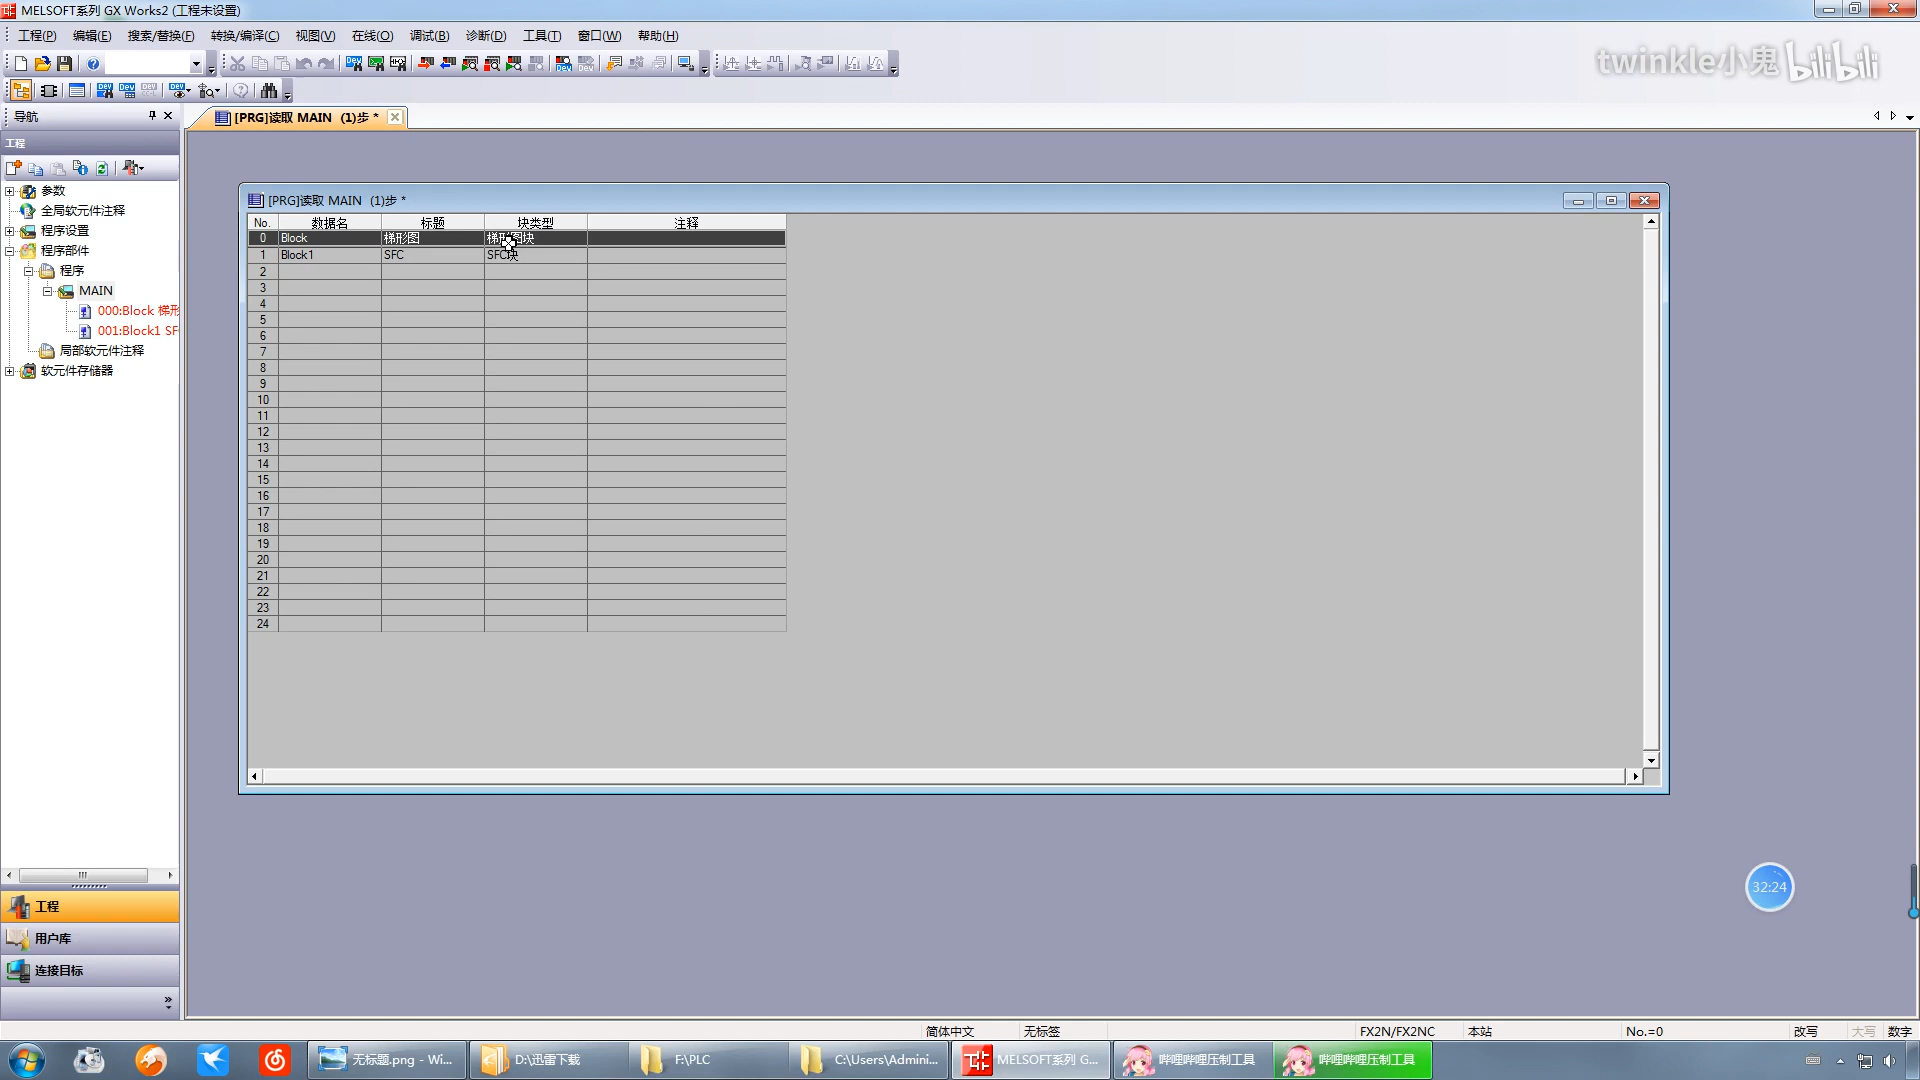 MELSOFT系列 GX Works2 (工程未设置)
工程(P) 编辑(E) 搜索/替换(F) 转换/编译(C) 视图(V) 在线(O) 调试(B) 诊断(D) 工具(T) 窗口(W) 帮助(H)
twinkle小鬼 bilibili
导航
[PRG]读取 MAIN (1)步 *
工程
[PRG]读取 MAIN (1)步 *
No. 数据名 标题 块类型 注释
0 Block 梯形图 梯形图块
1 Block1 SFC SFC块
2
3
4
5
6
7
8
9
10
11
12
13
14
15
16
17
18
19
20
21
22
23
24
参数
全局软元件注释
程序设置
程序部件
程序
MAIN
000:Block 梯形
001:Block1 SF
局部软元件注释
软元件存储器
工程
用户库
连接目标
32:24
简体中文 无标签 FX2N/FX2NC 本站 No.=0 改写 大写 数字
无标题.png - Wi... D:\迅雷下载 F:\PLC C:\Users\Admini... MELSOFT系列 G... 哔哩哔哩压制工具 哔哩哔哩压制工具